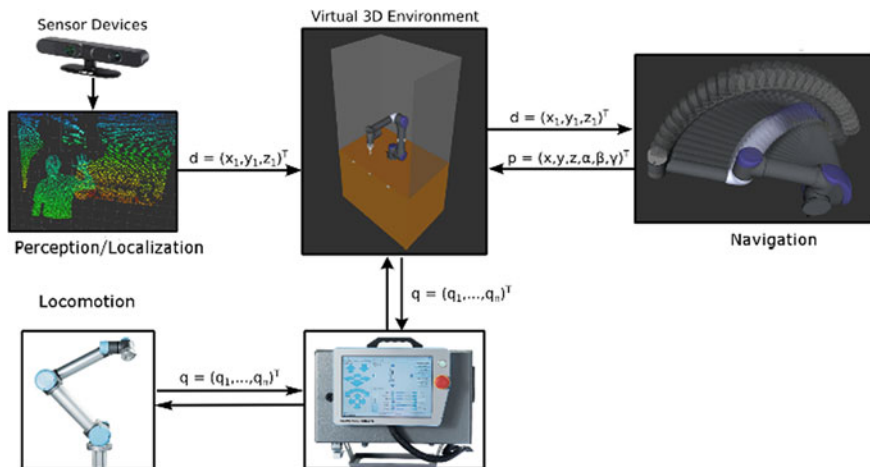 Sensor Devices
Virtual 3D Environment
d = (x₁,y₁,z₁)ᵀ
d = (x₁,y₁,z₁)ᵀ
p = (x,y,z,α,β,γ)ᵀ
Perception/Localization
Navigation
q = (q₁,...,qₙ)ᵀ
Locomotion
q = (q₁,...,qₙ)ᵀ